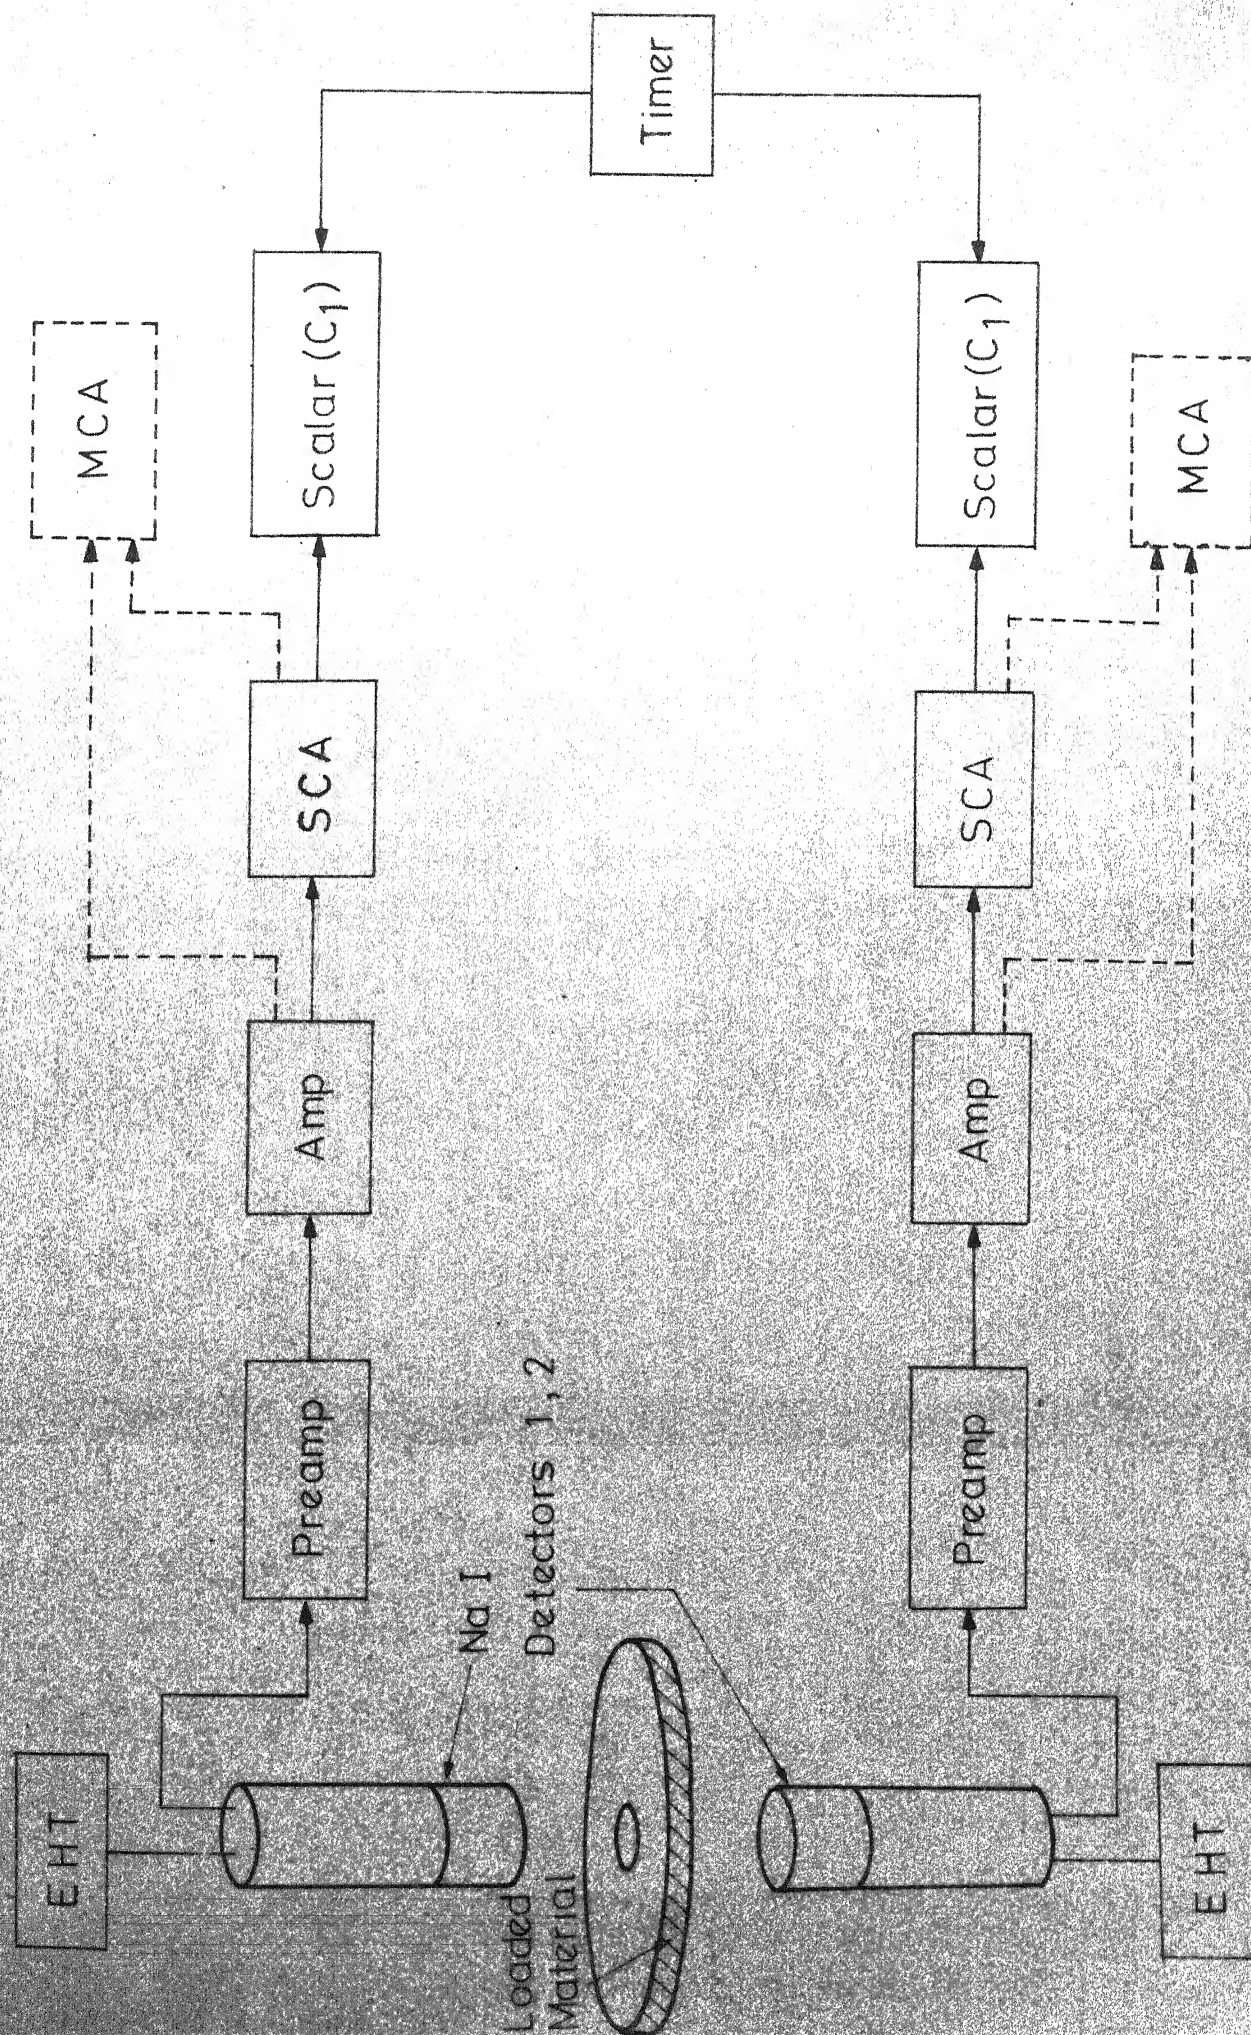 EHT
Preamp
Amp
SCA
MCA
Scalar (C1)
Timer
Na I
Detectors 1, 2
Loaded
Material
EHT
Preamp
Amp
SCA
Scalar (C1)
MCA